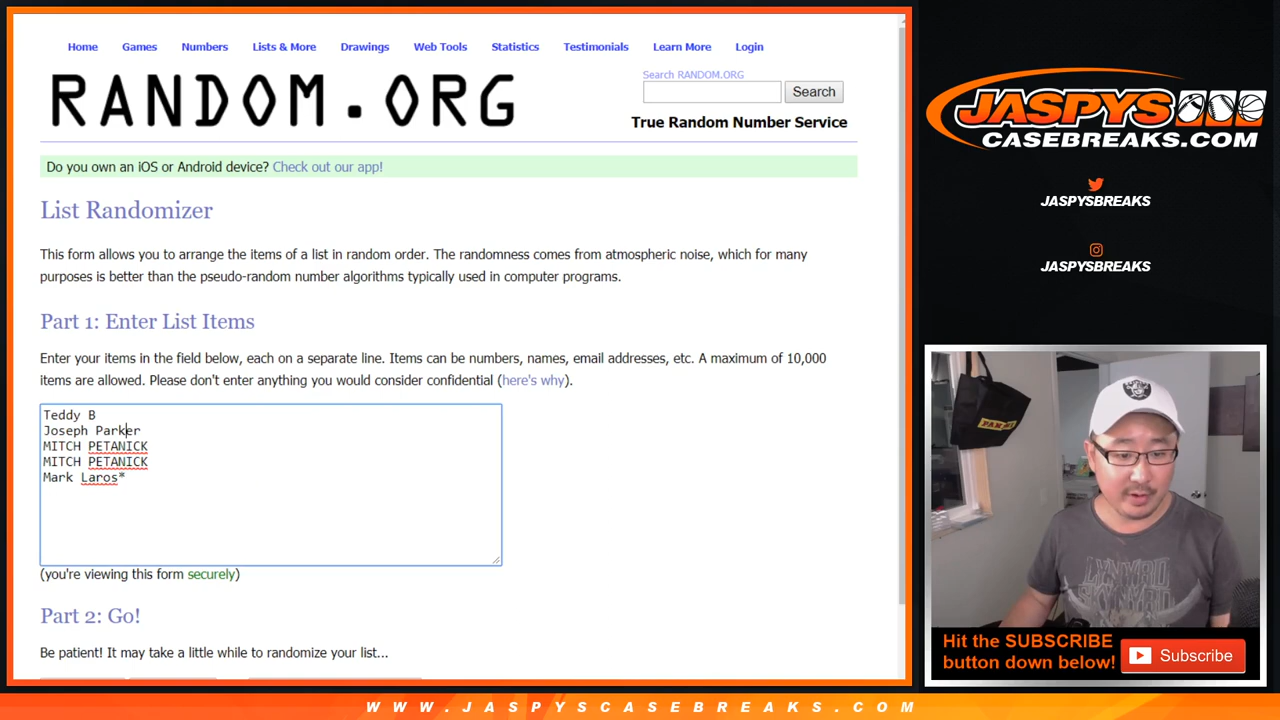 Home Games Numbers Lists & More Drawings Web Tools Statistics Testimonials Learn More Login
RANDOM.ORG
Search RANDOM.ORG
Search
True Random Number Service
Do you own an iOS or Android device? Check out our app!
List Randomizer
This form allows you to arrange the items of a list in random order. The randomness comes from atmospheric noise, which for many
purposes is better than the pseudo-random number algorithms typically used in computer programs.
Part 1: Enter List Items
Enter your items in the field below, each on a separate line. Items can be numbers, names, email addresses, etc. A maximum of 10,000
items are allowed. Please don't enter anything you would consider confidential (here's why).
Teddy B
Joseph Parker
MITCH PETANICK
MITCH PETANICK
Mark Laros*
(you're viewing this form securely)
Part 2: Go!
Be patient! It may take a little while to randomize your list...
JASPYS
CASEBREAKS.COM
JASPYSBREAKS
JASPYSBREAKS
PANINI
LYNYRD
SKYNYRD
Hit the SUBSCRIBE
button down below!
Subscribe
WWW.JASPYSCASEBREAKS.COM